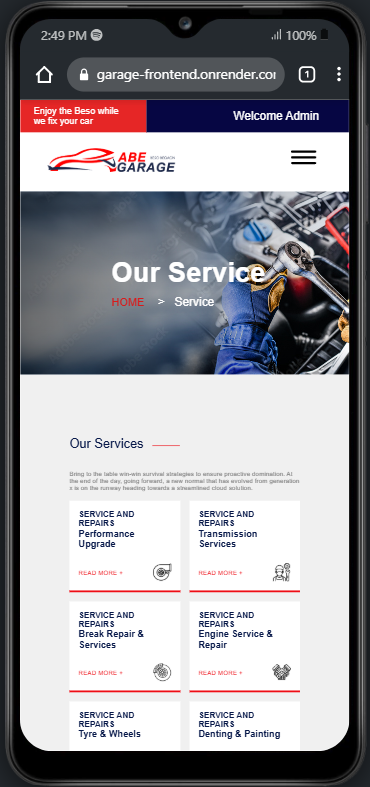 2:49 PM
100%
garage-frontend.onrender.co
1
Enjoy the Beso while
we fix your car
Welcome Admin
ABE
GARAGE
Our Service
HOME > Service
Our Services
Bring to the table win-win survival strategies to ensure proactive domination. At
the end of the day, going forward, a new normal that has evolved from generation
x is on the runway heading towards a streamlined cloud solution.
SERVICE AND
REPAIRS
Performance
Upgrade
READ MORE +
SERVICE AND
REPAIRS
Transmission
Services
READ MORE +
SERVICE AND
REPAIRS
Break Repair &
Services
READ MORE +
SERVICE AND
REPAIRS
Engine Service &
Repair
READ MORE +
SERVICE AND
REPAIRS
Tyre & Wheels
SERVICE AND
REPAIRS
Denting & Painting